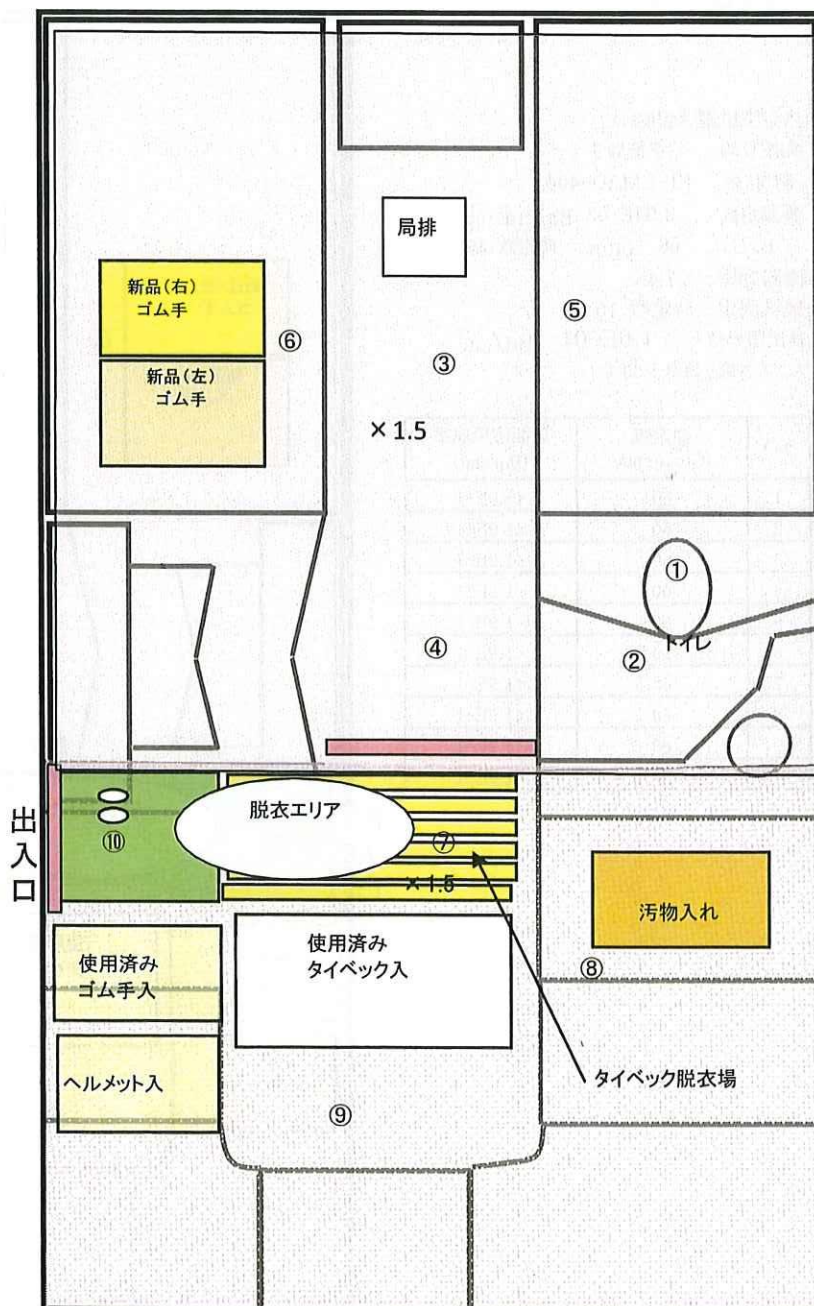 局排
新品(右)
ゴム手
⑥
新品(左)
ゴム手
⑤
③
×1.5
①
トイレ
②
④
出入口
⑩
脱衣エリア
⑦
×1.5
汚物入れ
使用済み
タイベック入
使用済み
ゴム手入
⑧
ヘルメット入
タイベック脱衣場
⑨